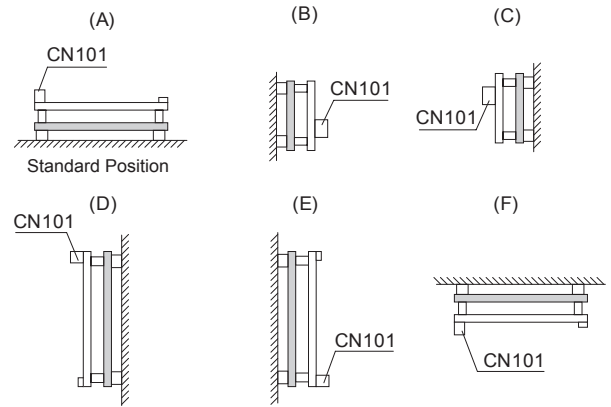 (A)
(B)
(C)
CN101
CN101
CN101
Standard Position
(D)
(E)
(F)
CN101
CN101
CN101